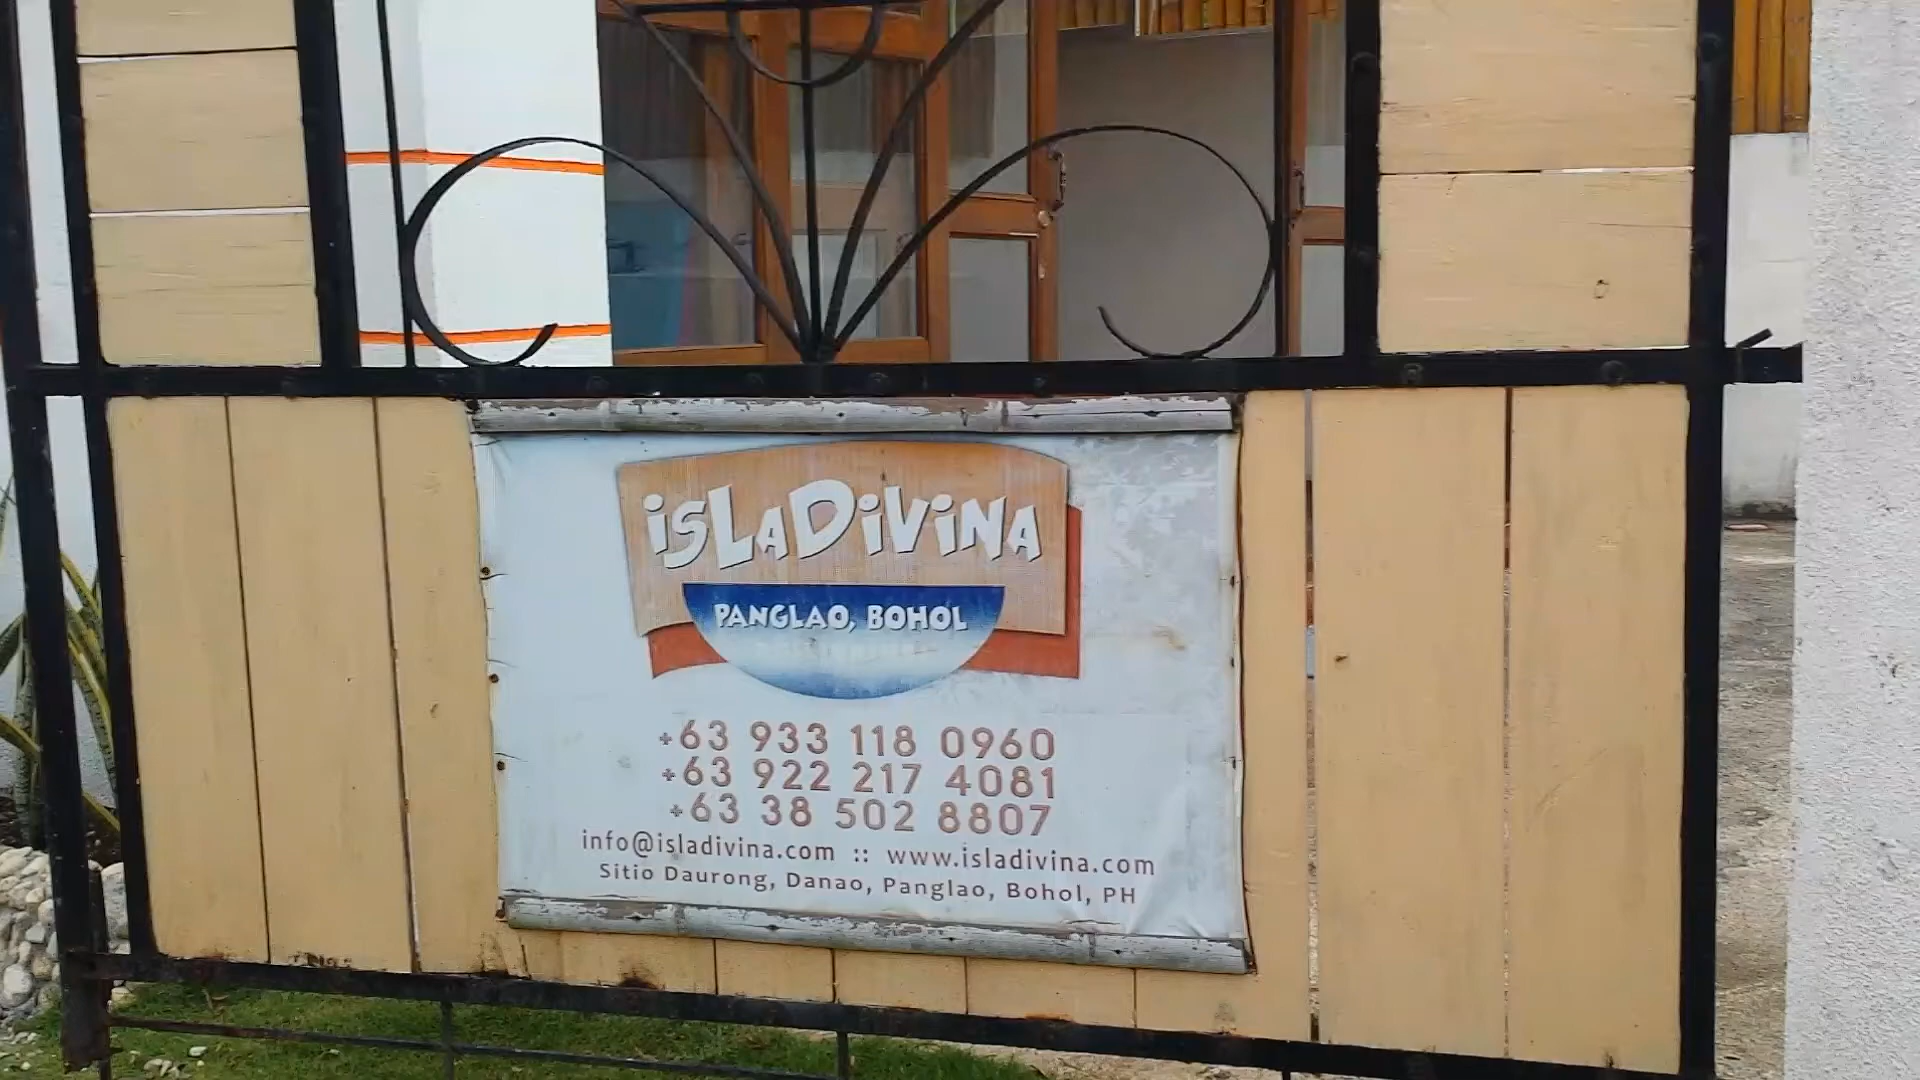 iSLADiViNA
PANGLAO, BOHOL
+63 933 118 0960
+63 922 217 4081
+63 38 502 8807
info@isladivina.com :: www.isladivina.com
Sitio Daurong, Danao, Panglao, Bohol, PH